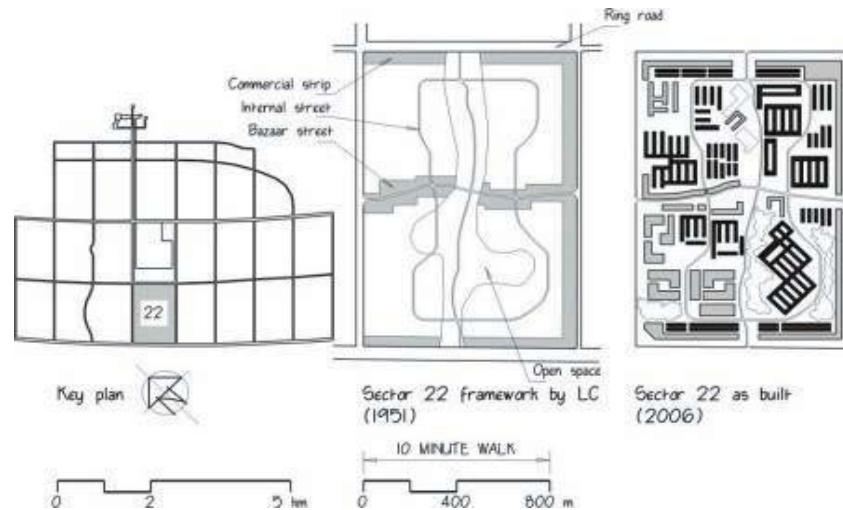 Ring road
Commercial strip
Internal street
Bazaar street
22
Open space
Key plan
Sector 22 framework by LC
(1951)
Sector 22 as built
(2006)
10 MINUTE WALK
0 2 5 km
0 400 800 m